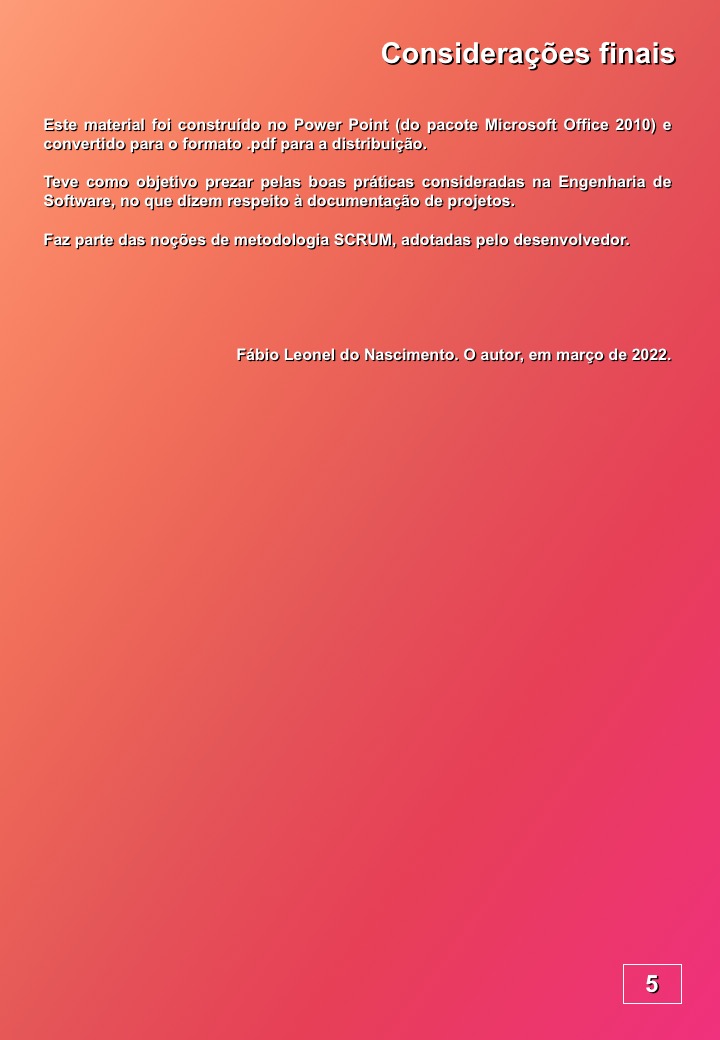 Considerações finais
Este material foi construído no Power Point (do pacote Microsoft Office 2010) e
convertido para o formato .pdf para a distribuição.
Teve como objetivo prezar pelas boas práticas consideradas na Engenharia de
Software, no que dizem respeito à documentação de projetos.
Faz parte das noções de metodologia SCRUM, adotadas pelo desenvolvedor.
Fábio Leonel do Nascimento. O autor, em março de 2022.
5